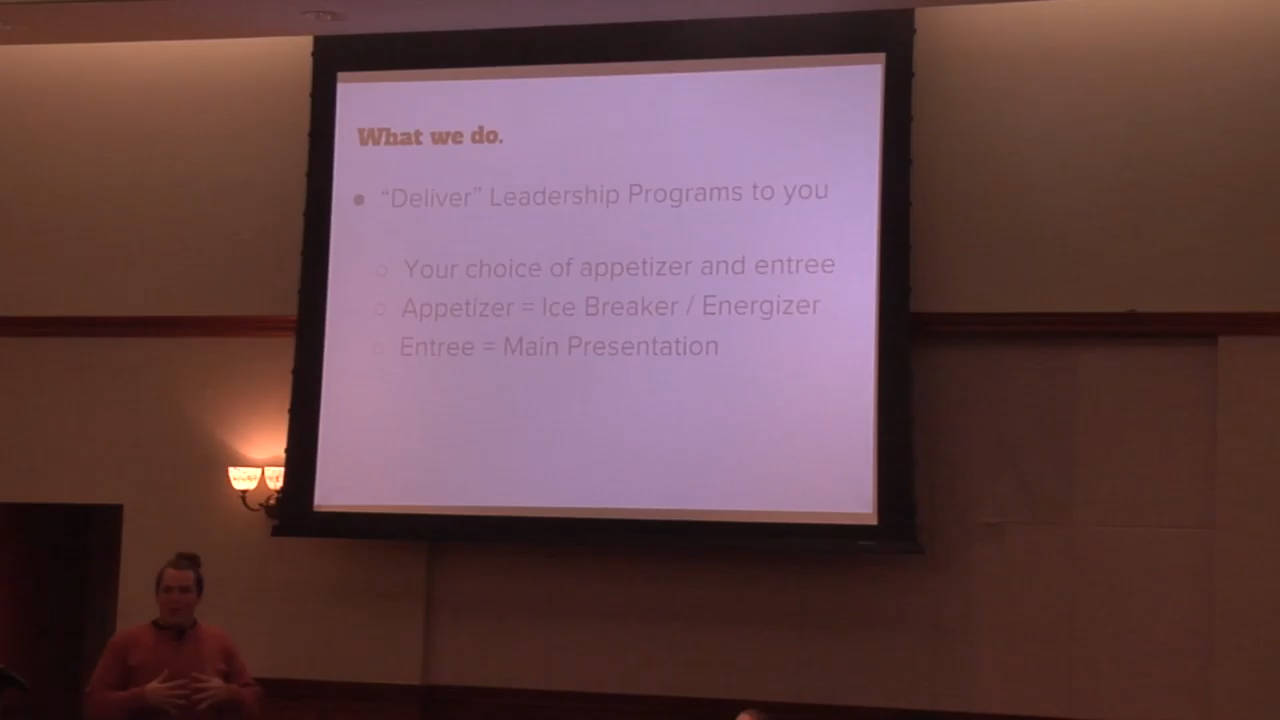 What we do.
“Deliver” Leadership Programs to you
Your choice of appetizer and entree
Appetizer = Ice Breaker / Energizer
Entree = Main Presentation